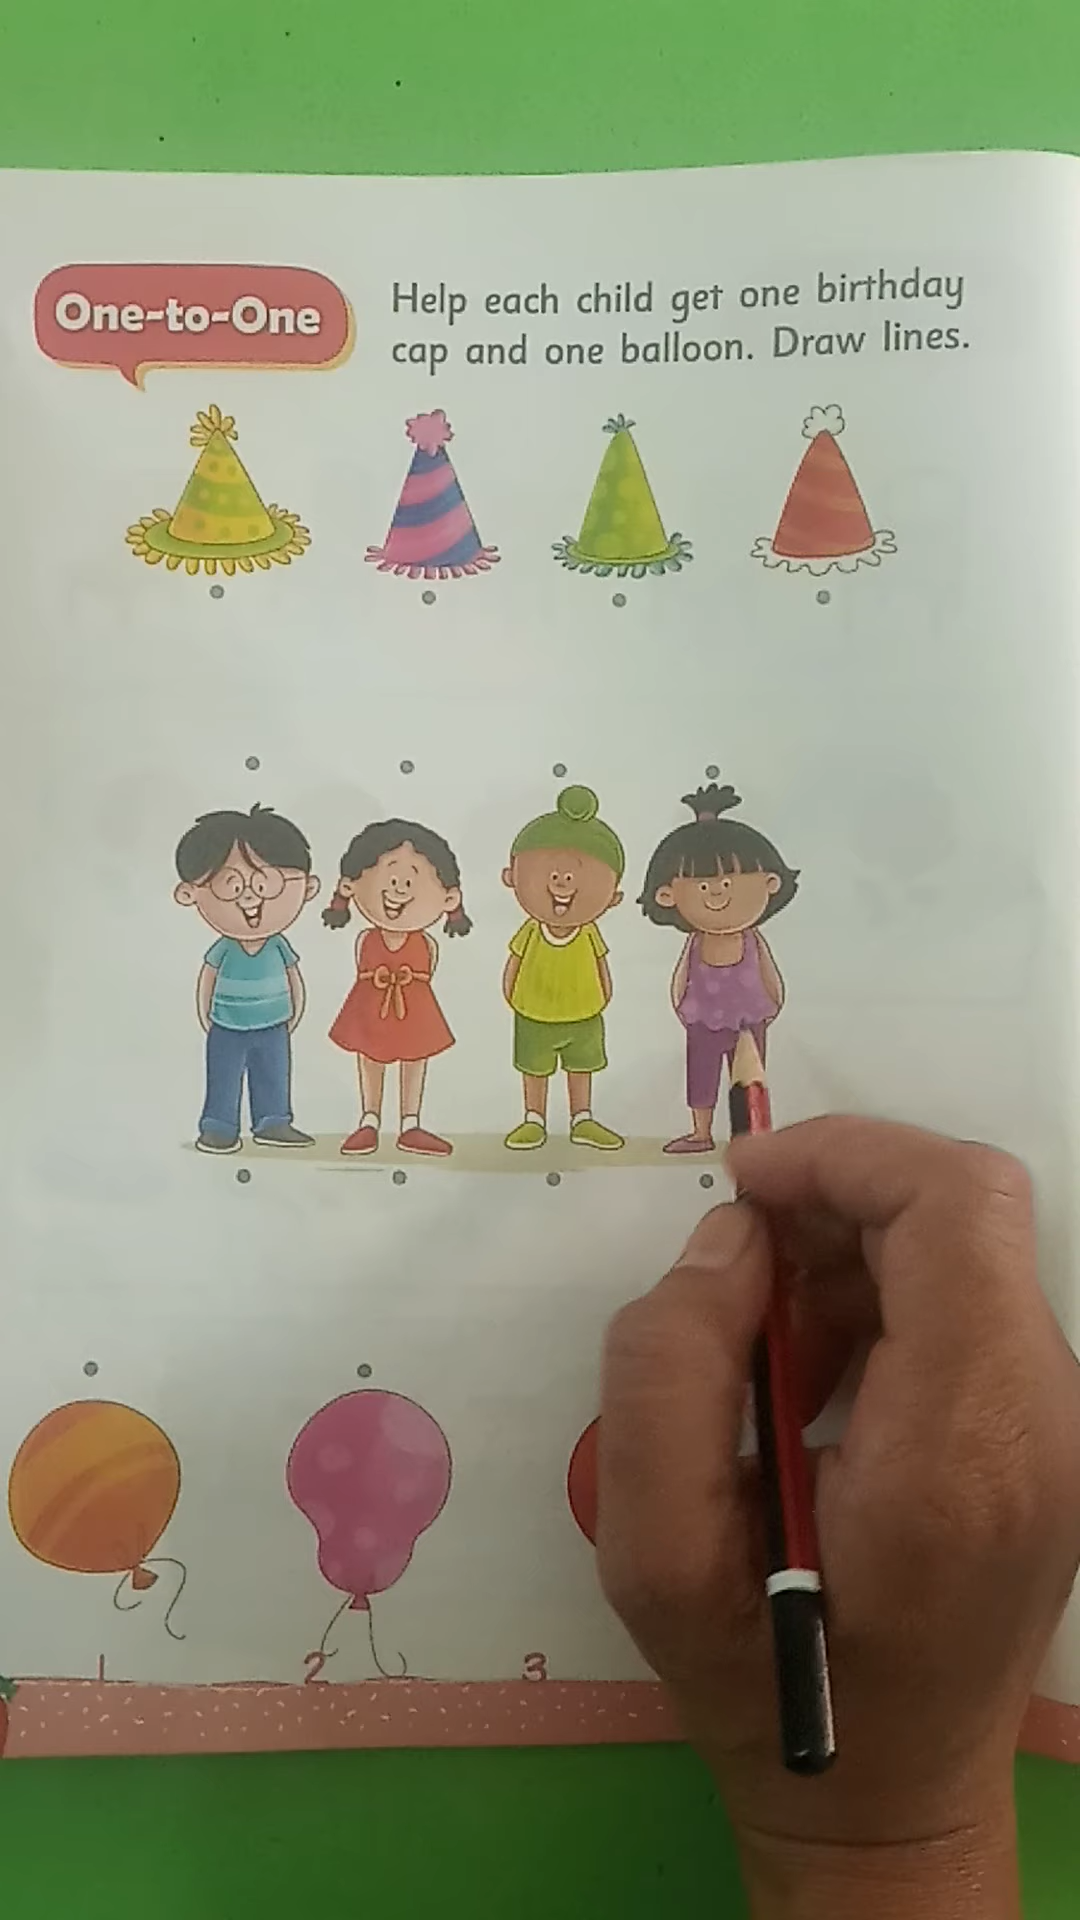 One-to-One
Help each child get one birthday
cap and one balloon. Draw lines.
1 2 3